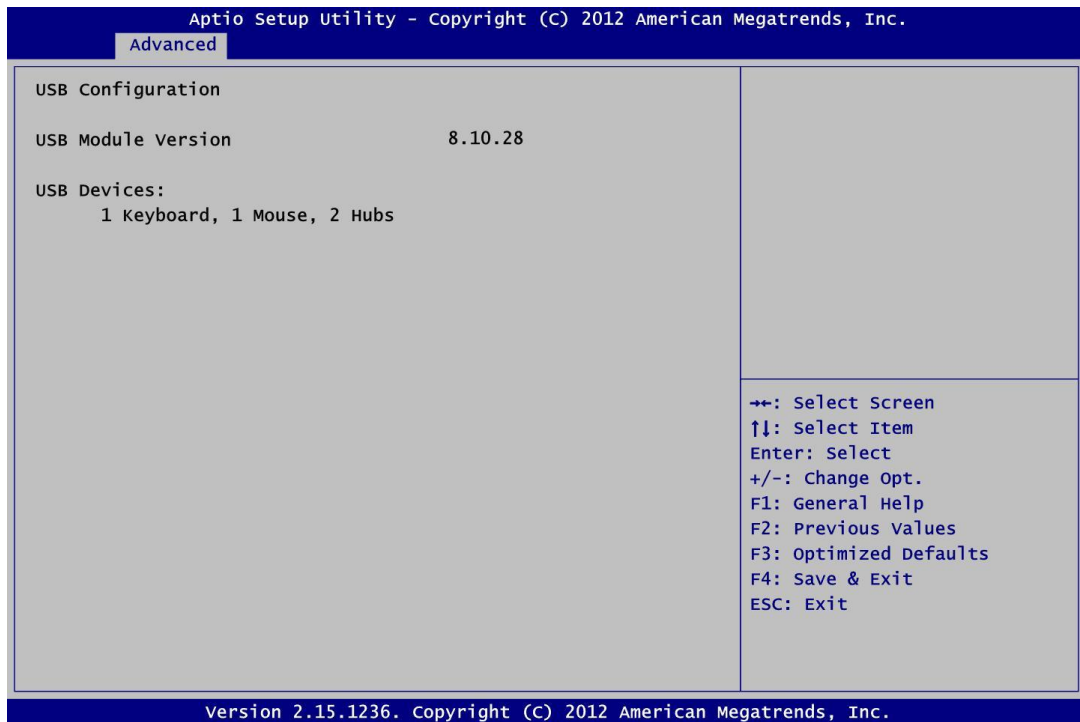 Aptio Setup Utility - Copyright (C) 2012 American Megatrends, Inc.
Advanced
USB Configuration
USB Module Version 8.10.28
USB Devices:
1 Keyboard, 1 Mouse, 2 Hubs
→←: Select Screen
↑↓: Select Item
Enter: Select
+/-: Change Opt.
F1: General Help
F2: Previous Values
F3: Optimized Defaults
F4: Save & Exit
ESC: Exit
Version 2.15.1236. Copyright (C) 2012 American Megatrends, Inc.